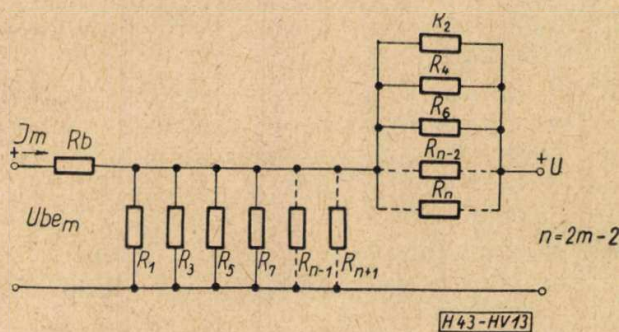 R2
R4
R6
Rn-2
Rn
Jm
Rb
+
+U
Ubem
R1
R3
R5
R7
Rn-1
Rn+1
n=2m-2
H43-HV13